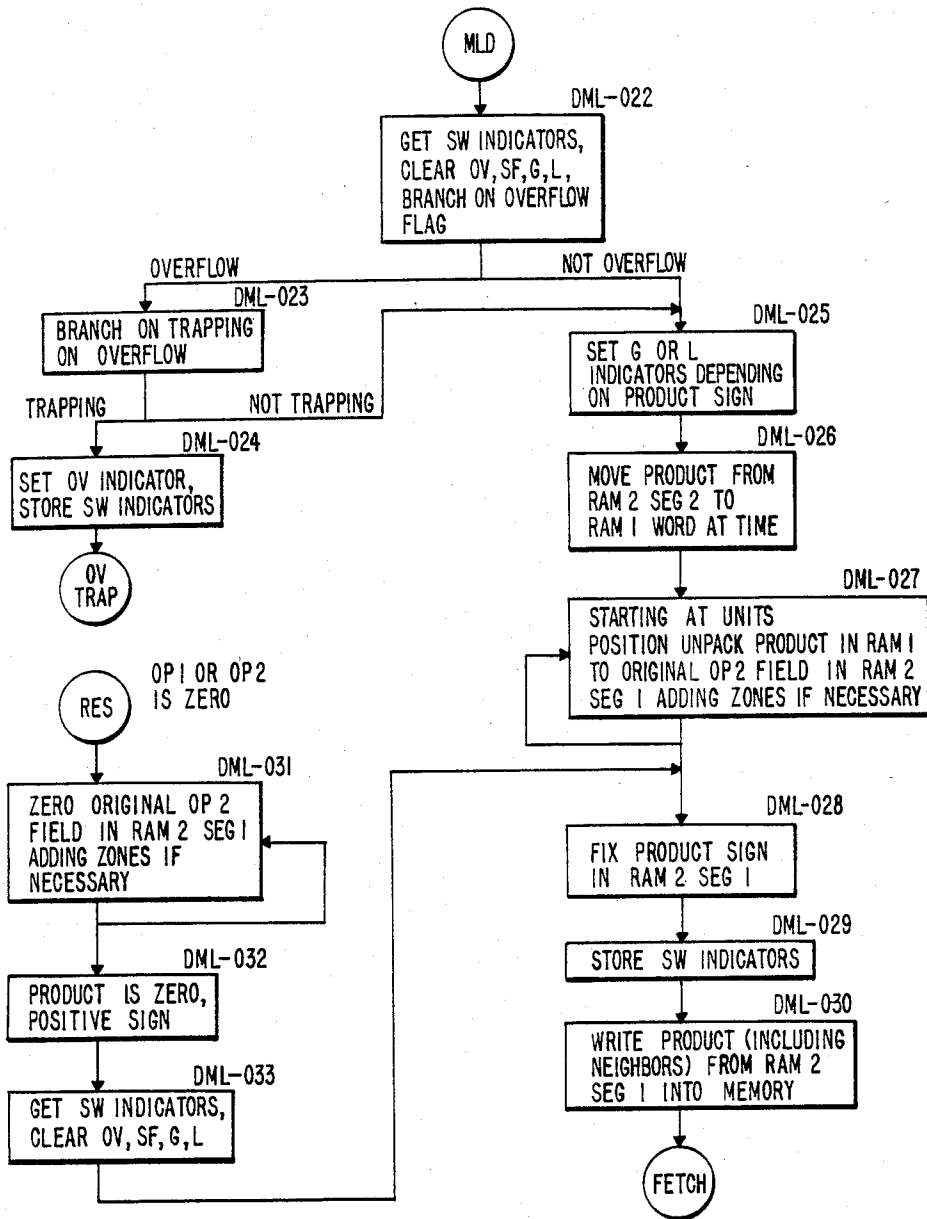 MLD
DML-022
GET SW INDICATORS,
CLEAR OV, SF, G, L,
BRANCH ON OVERFLOW
FLAG
OVERFLOW
NOT OVERFLOW
DML-023
BRANCH ON TRAPPING
ON OVERFLOW
TRAPPING
NOT TRAPPING
DML-024
SET OV INDICATOR,
STORE SW INDICATORS
OV
TRAP
DML-025
SET G OR L
INDICATORS DEPENDING
ON PRODUCT SIGN
DML-026
MOVE PRODUCT FROM
RAM 2 SEG 2 TO
RAM 1 WORD AT TIME
DML-027
STARTING AT UNITS
POSITION UNPACK PRODUCT IN RAM 1
TO ORIGINAL OP2 FIELD IN RAM 2
SEG 1 ADDING ZONES IF NECESSARY
RES
OP1 OR OP2
IS ZERO
DML-031
ZERO ORIGINAL OP 2
FIELD IN RAM 2 SEG 1
ADDING ZONES IF
NECESSARY
DML-032
PRODUCT IS ZERO,
POSITIVE SIGN
DML-033
GET SW INDICATORS,
CLEAR OV, SF, G, L
DML-028
FIX PRODUCT SIGN
IN RAM 2 SEG 1
DML-029
STORE SW INDICATORS
DML-030
WRITE PRODUCT (INCLUDING
NEIGHBORS) FROM RAM 2
SEG 1 INTO MEMORY
FETCH